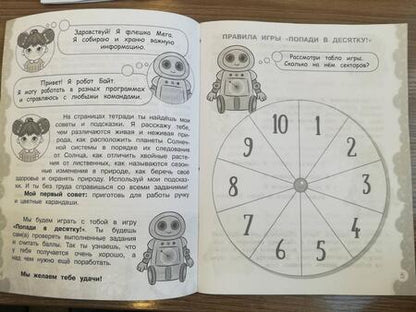 Здравствуй! Я флешка Мега.
Я собираю и храню важную
информацию.
Привет! Я робот Байт.
Я могу работать в разных программах
и справляюсь с любыми командами.
На страницах тетради ты найдёшь мои
советы и подсказки. Я расскажу тебе,
чем различаются живая и неживая при-
рода, как расположены планеты Солнеч-
ной системы в порядке их следования
от Солнца, как отличить хвойные расте-
ния от лиственных, как называются сезон-
ные изменения в природе, как беречь своё
здоровье и охранять природу. Используй мои подсказ-
ки. И ты без труда справишься со всеми заданиями!
Мой первый совет: приготовь для работы ручку
и цветные карандаши.
Мы будем играть с тобой в игру
«Попади в десятку!». Ты будешь
сам(а) проверять выполненные задания
и считать баллы. Так ты узнаешь, что
у тебя получается очень хорошо, а
над чем нужно ещё поработать.
Мы желаем тебе удачи!
ПРАВИЛА ИГРЫ «ПОПАДИ В ДЕСЯТКУ!»
Рассмотри табло игры.
Сколько на нём секторов?
10 1
9 2
8 3
7 4
6 5
5